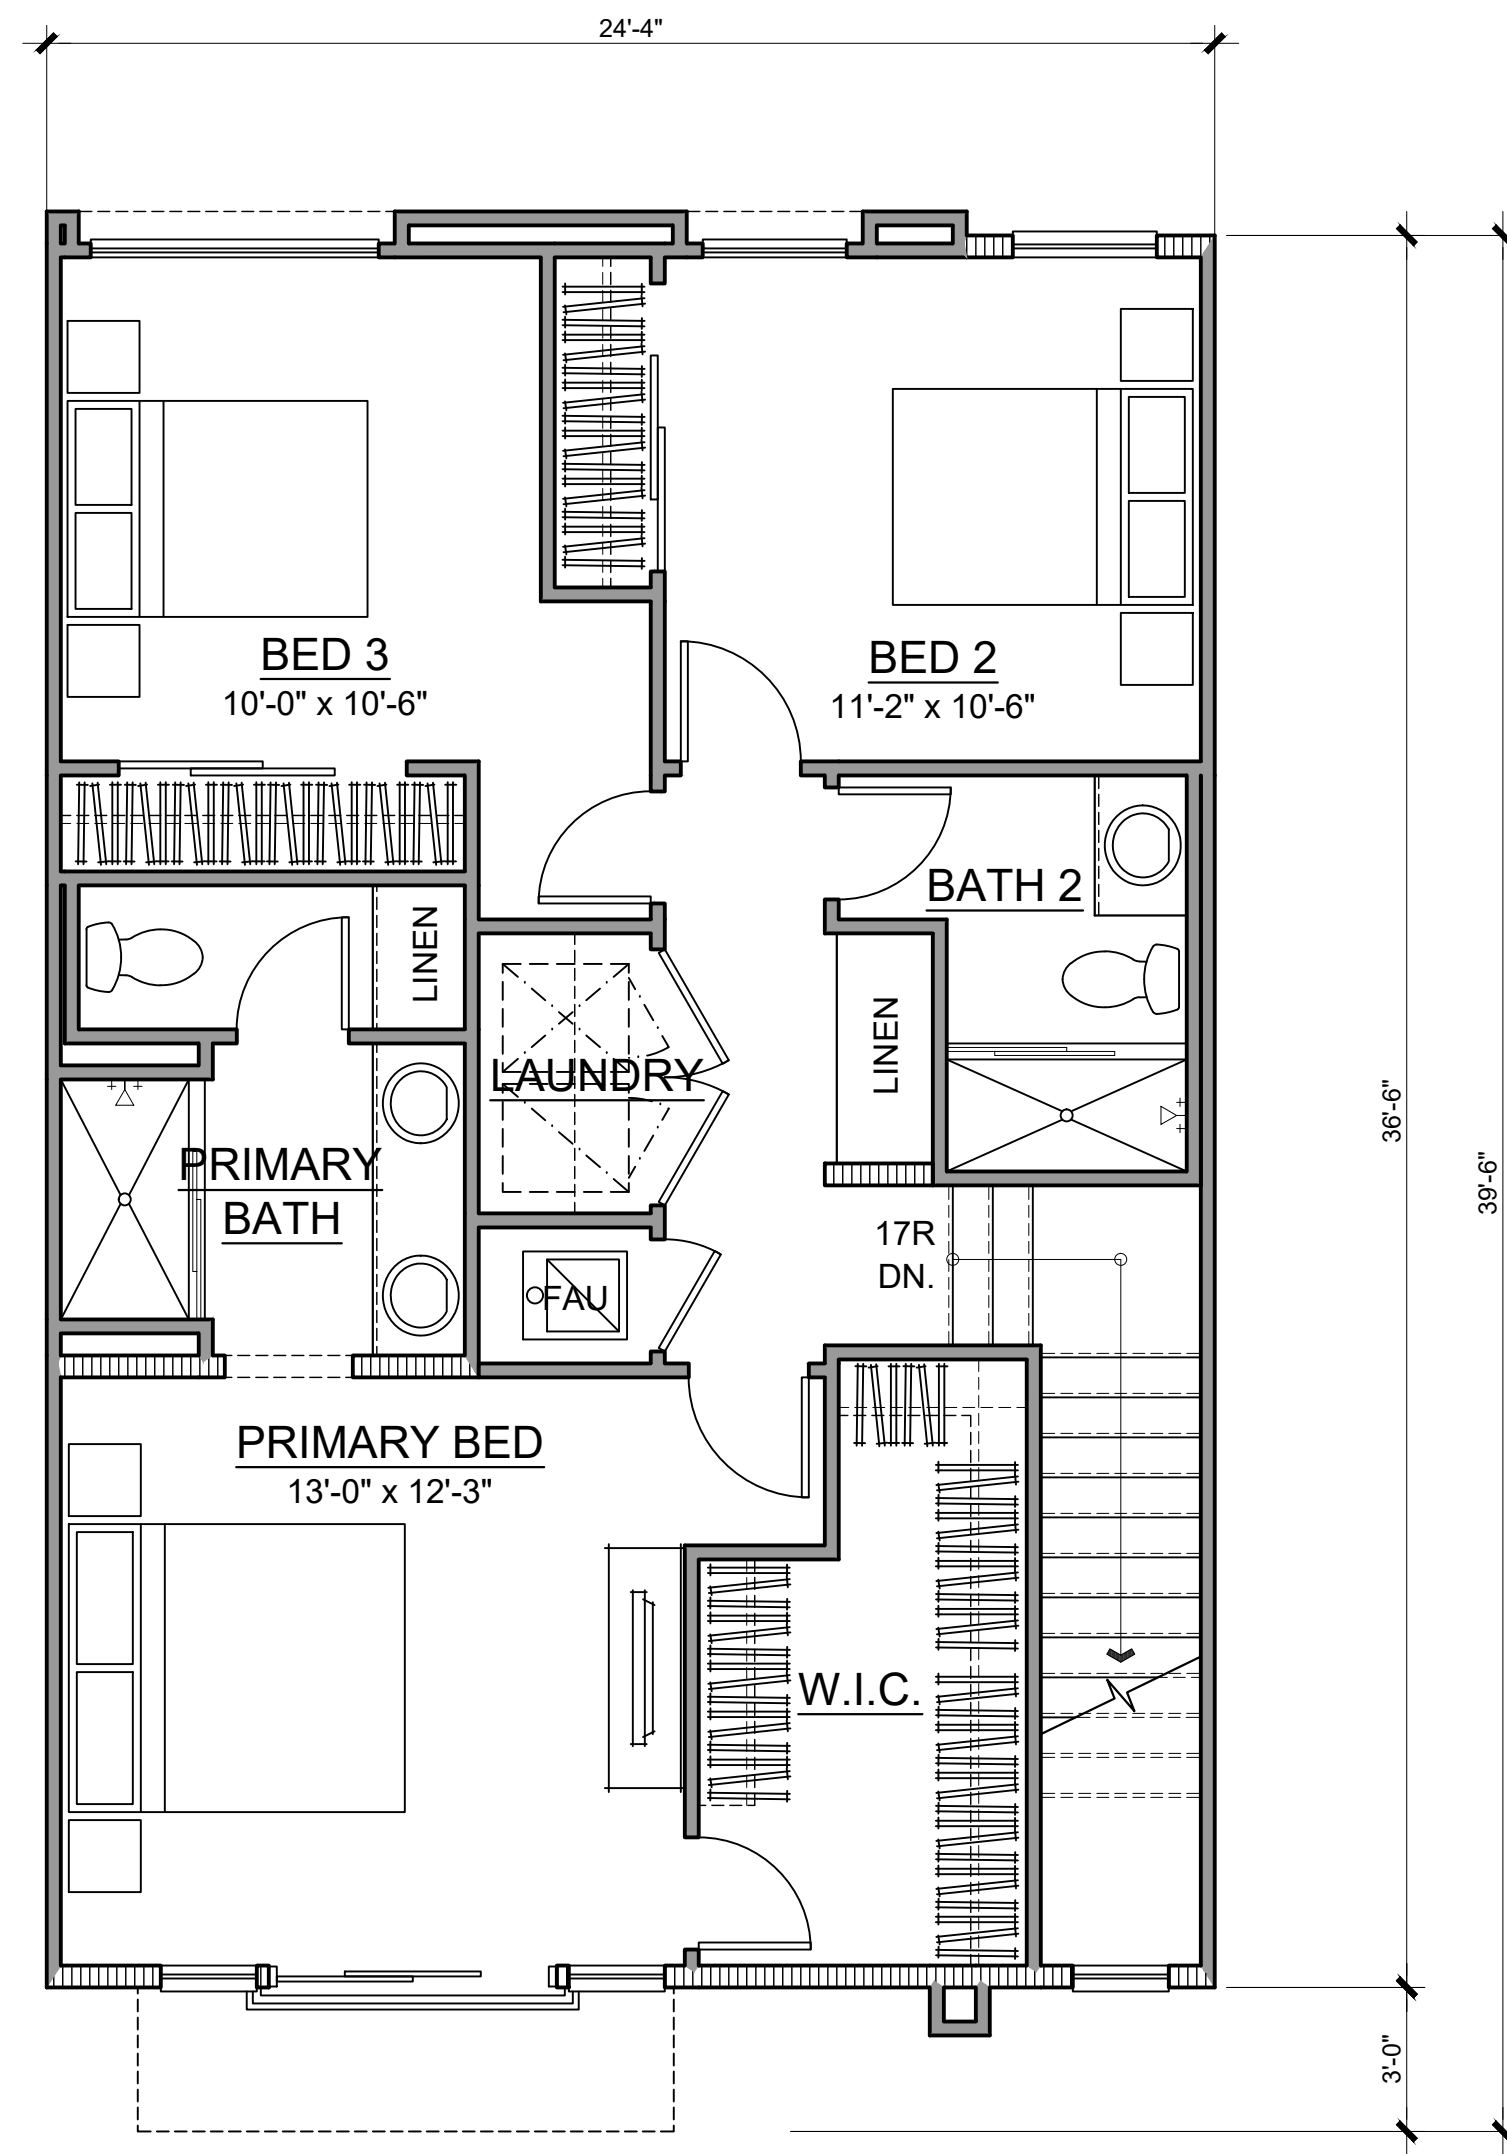 24'-4"
BED 3
10'-0" x 10'-6"
BED 2
11'-2" x 10'-6"
BATH 2
LINEN
LINEN
LAUNDRY
PRIMARY
BATH
36'-6"
39'-6"
17R
DN.
FAU
PRIMARY BED
13'-0" x 12'-3"
W.I.C.
3'-0"